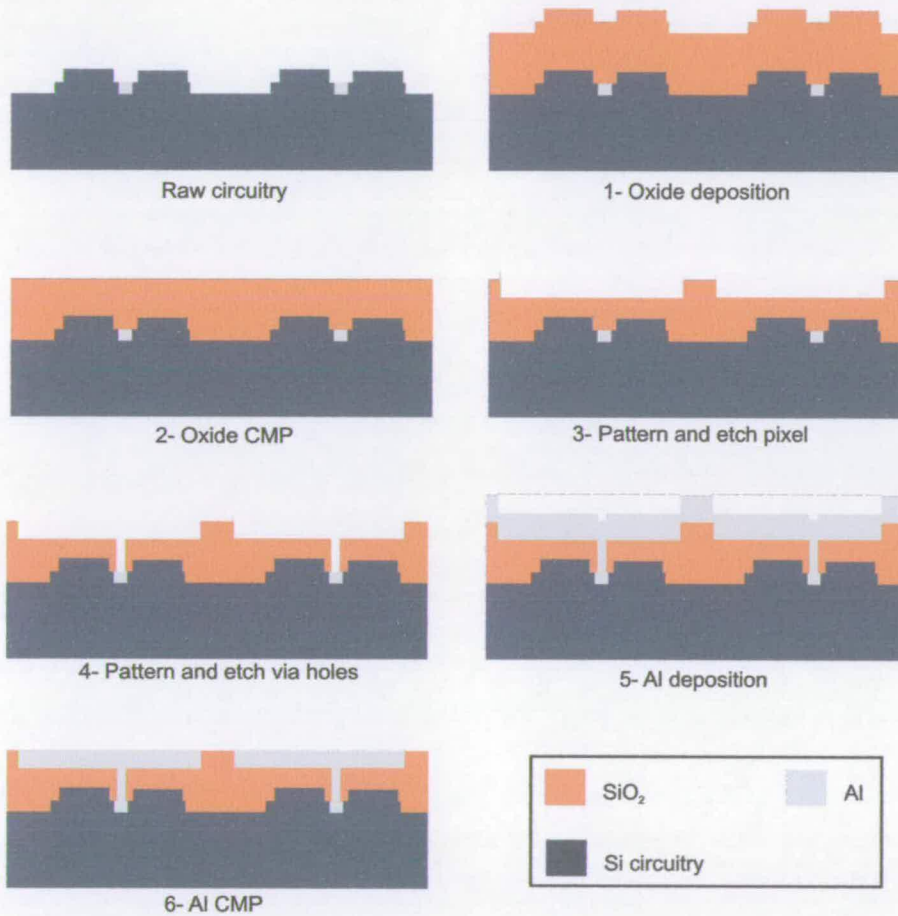 Raw circuitry
1- Oxide deposition
2- Oxide CMP
3- Pattern and etch pixel
4- Pattern and etch via holes
5- Al deposition
6- Al CMP
SiO₂
Al
Si circuitry